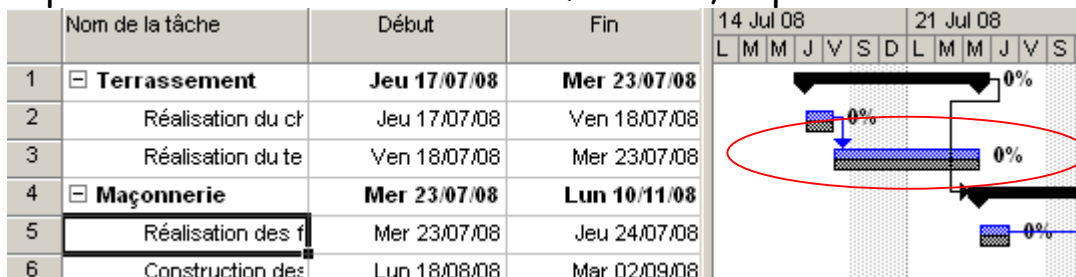 Nom de la tâche Début Fin 14 Jul 08 21 Jul 08
L M M J V S D L M M J V S
1 Terrassement Jeu 17/07/08 Mer 23/07/08 0%
2 Réalisation du ch Jeu 17/07/08 Ven 18/07/08 0%
3 Réalisation du te Ven 18/07/08 Mer 23/07/08 0%
4 Maçonnerie Mer 23/07/08 Lun 10/11/08
5 Réalisation des f Mer 23/07/08 Jeu 24/07/08 0%
6 Construction des Lun 18/08/08 Mar 02/09/08